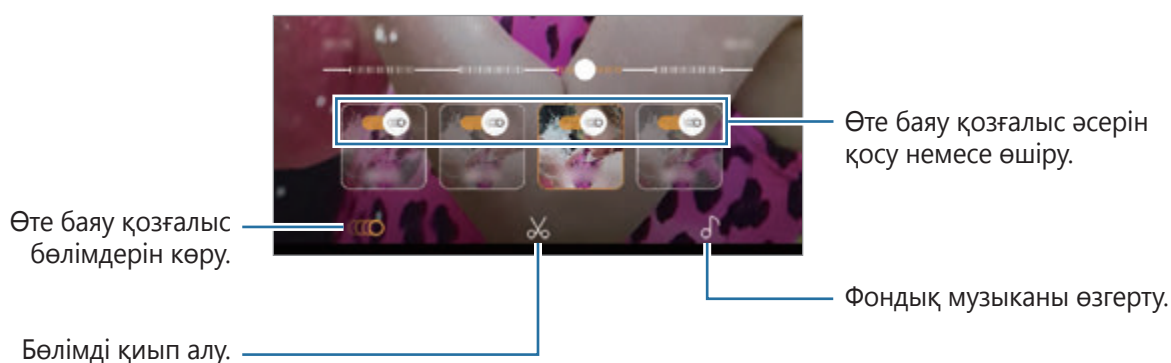 Өте баяу қозғалыс әсерін
қосу немесе өшіру.
Өте баяу қозғалыс
бөлімдерін көру.
Фондық музыканы өзгерту.
Бөлімді қиып алу.